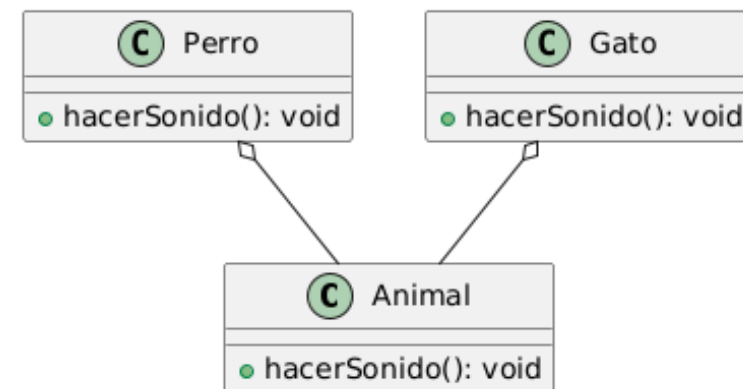 C Perro
+ hacerSonido(): void
C Gato
+ hacerSonido(): void
C Animal
+ hacerSonido(): void